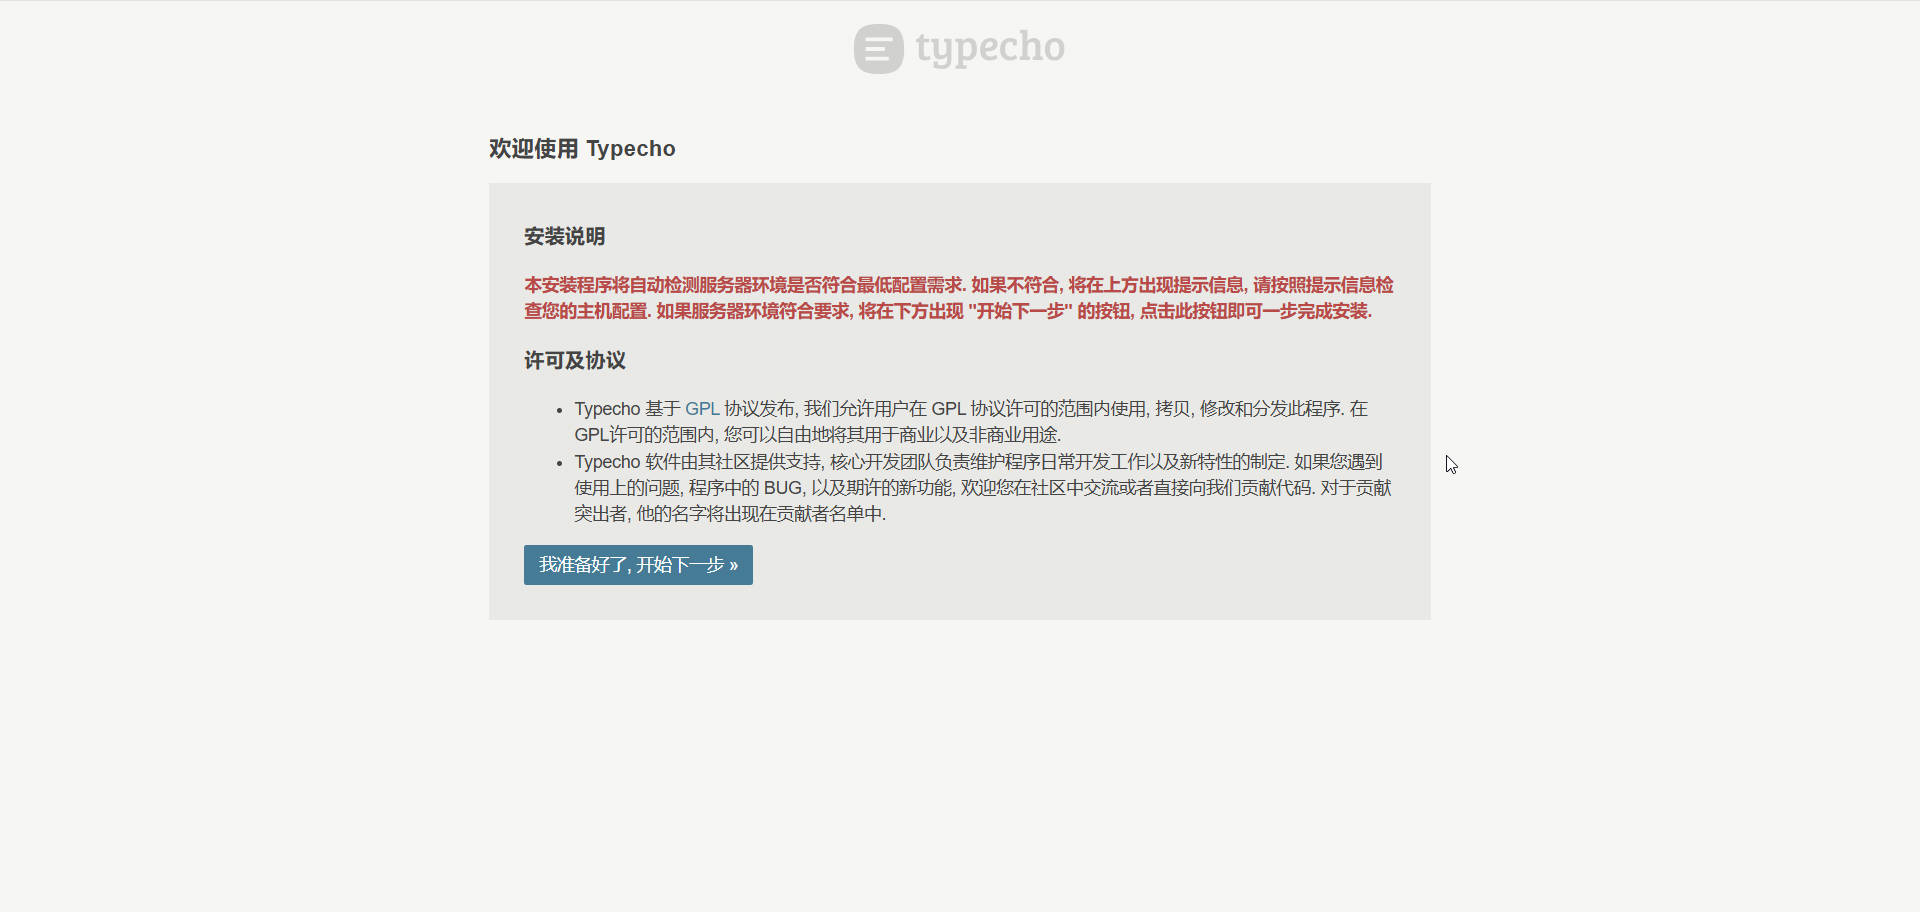 typecho
欢迎使用 Typecho
安装说明
本安装程序将自动检测服务器环境是否符合最低配置需求. 如果不符合, 将在上方出现提示信息, 请按照提示信息检
查您的主机配置. 如果服务器环境符合要求, 将在下方出现 "开始下一步" 的按钮, 点击此按钮即可一步完成安装.
许可及协议
Typecho 基于 GPL 协议发布, 我们允许用户在 GPL 协议许可的范围内使用, 拷贝, 修改和分发此程序. 在
GPL许可的范围内, 您可以自由地将其用于商业以及非商业用途.
Typecho 软件由其社区提供支持, 核心开发团队负责维护程序日常开发工作以及新特性的制定. 如果您遇到
使用上的问题, 程序中的 BUG, 以及期许的新功能, 欢迎您在社区中交流或者直接向我们贡献代码. 对于贡献
突出者, 他的名字将出现在贡献者名单中.
我准备好了, 开始下一步 »